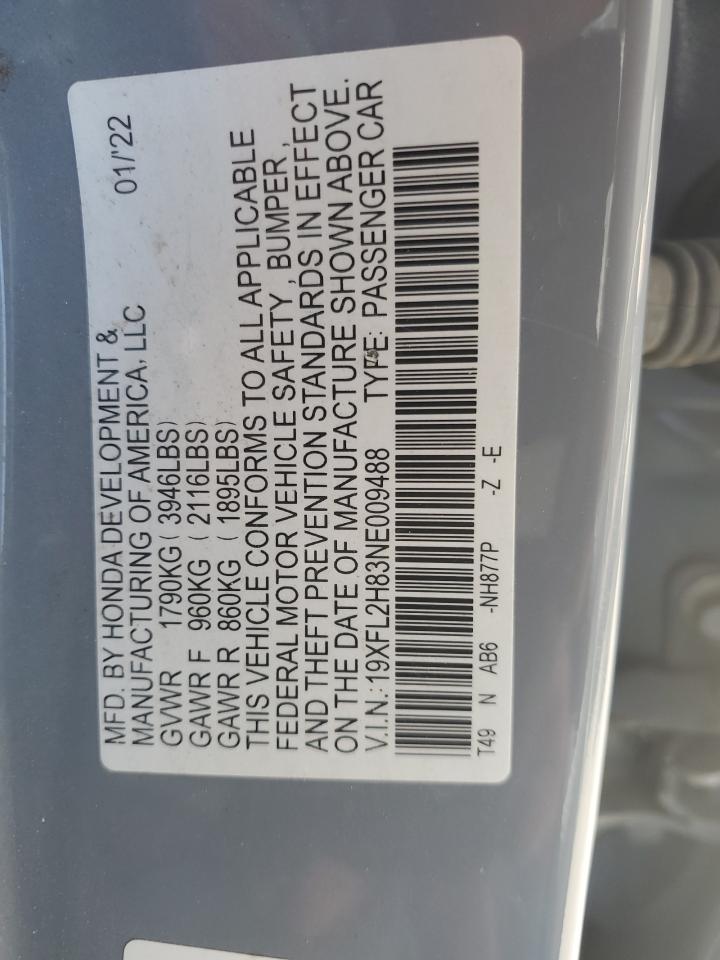 MFD. BY HONDA DEVELOPMENT &
MANUFACTURING OF AMERICA, LLC 01/'22
GVWR 1790KG ( 3946LBS)
GAWR F 960KG ( 2116LBS)
GAWR R 860KG ( 1895LBS)
THIS VEHICLE CONFORMS TO ALL APPLICABLE
FEDERAL MOTOR VEHICLE SAFETY , BUMPER ,
AND THEFT PREVENTION STANDARDS IN EFFECT
ON THE DATE OF MANUFACTURE SHOWN ABOVE.
V.I.N.: 19XFL2H83NE009488 TYPE: PASSENGER CAR
T49 N AB6 -NH877P -Z -E